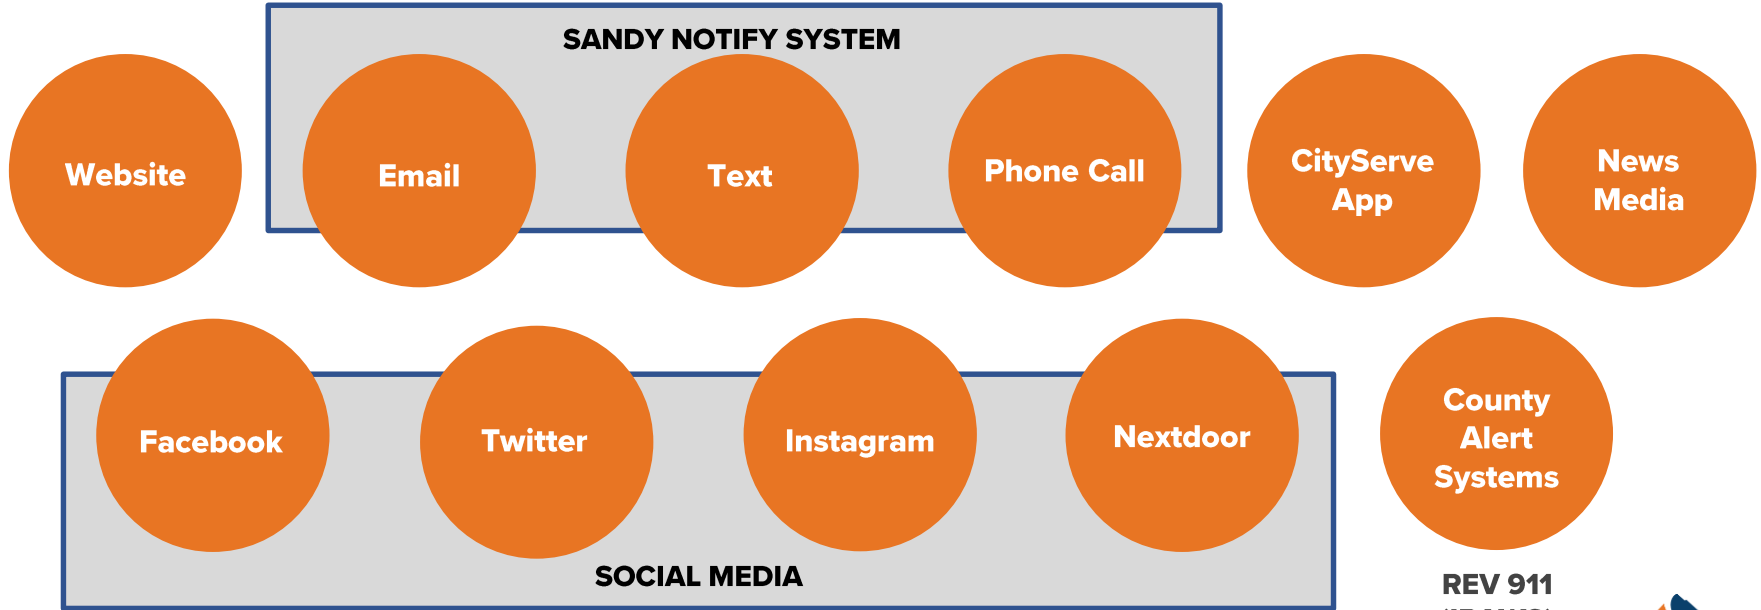 SANDY NOTIFY SYSTEM
Website
Email
Text
Phone Call
CityServe
App
News
Media
Facebook
Twitter
Instagram
Nextdoor
County
Alert
Systems
SOCIAL MEDIA
REV 911